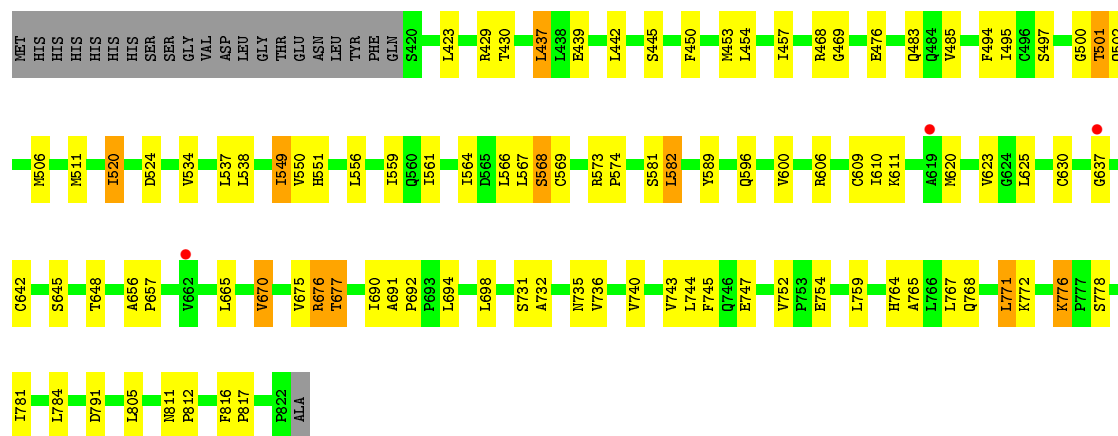 MET HIS HIS HIS HIS HIS HIS SER SER GLY VAL ASP LEU GLY THR GLU ASN LEU TYR PHE GLN S420 L423 R429 T430 L437 L438 E439 L442 S445 F450 M453 L454 I457 R468 G469 E476 Q483 Q484 V485 F494 I495 C496 S497 G500 T501 Q502
M506 M511 I520 D524 V534 L537 L538 I549 V550 H551 L556 I559 Q560 I561 I564 D565 L566 L567 S568 C569 R573 P574 S581 L582 Y589 Q596 V600 R606 C609 I610 K611 A619 M620 V623 G624 L625 C630 G637
C642 S645 T648 A656 P657 V662 L665 V670 V675 R676 T677 I690 A691 P692 P693 L694 L698 S731 A732 N735 V736 V740 V743 L744 F745 Q746 E747 V752 P753 E754 L759 H764 A765 L766 L767 Q768 L771 K772 K776 P777 S778
I781 L784 D791 L805 N811 P812 F816 P817 P822 ALA